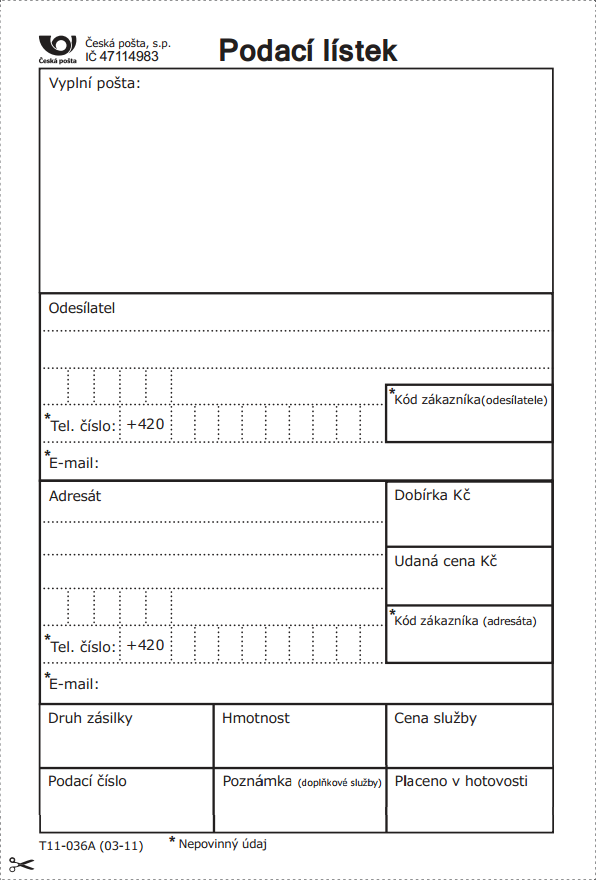 Česká pošta, s.p.
Podací lístek
Česká pošta
IČ 47114983
Vyplní pošta:
Odesílatel
*Kód zákazníka(odesílatele)
*Tel. číslo: +420
*E-mail:
Adresát
Dobírka Kč
Udaná cena Kč
*Kód zákazníka (adresáta)
*Tel. číslo: +420
*E-mail:
Druh zásilky
Hmotnost
Cena služby
Podací číslo
Poznámka (doplňkové služby)
Placeno v hotovosti
T11-036A (03-11)
* Nepovinný údaj